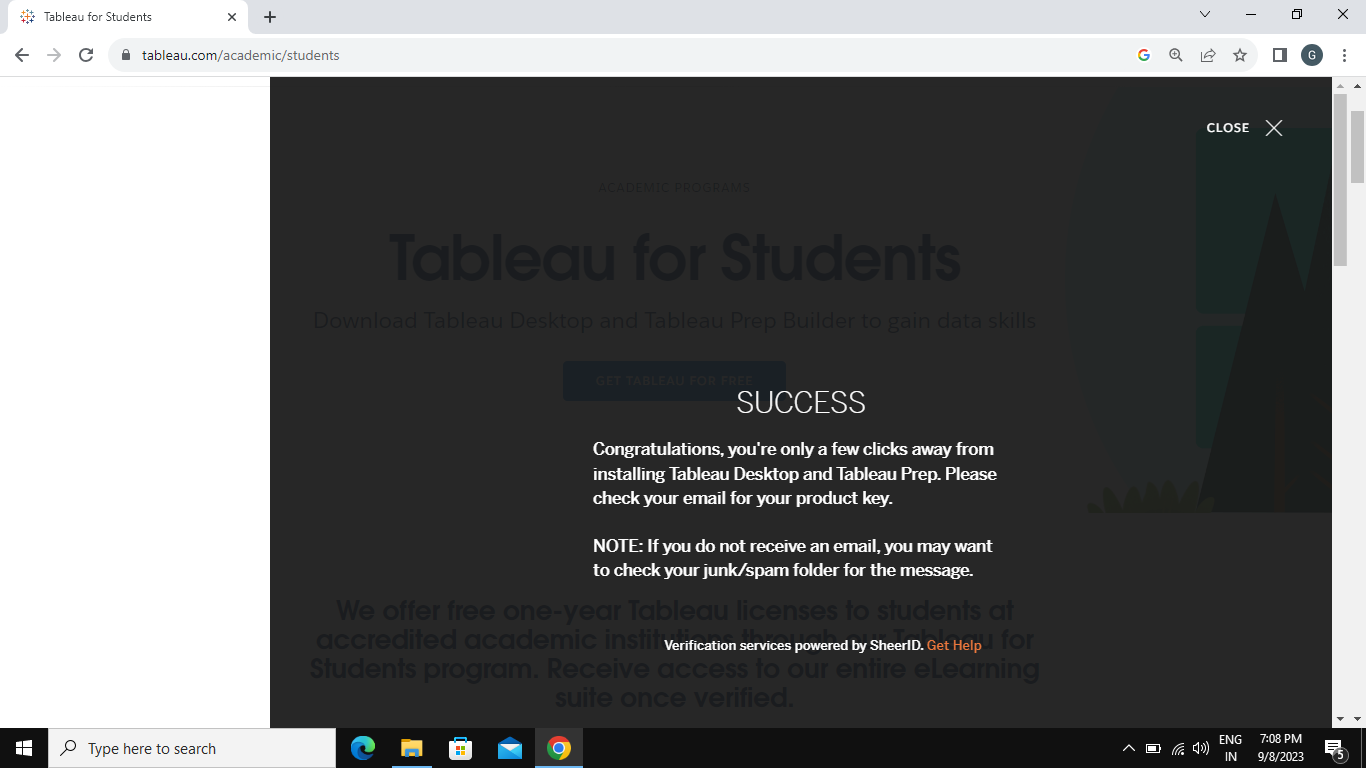 Tableau for Students
tableau.com/academic/students
G
CLOSE
ACADEMIC PROGRAMS
Tableau for Students
Download Tableau Desktop and Tableau Prep Builder to gain data skills
GET TABLEAU FOR FREE
SUCCESS
Congratulations, you're only a few clicks away from
installing Tableau Desktop and Tableau Prep. Please
check your email for your product key.
NOTE: If you do not receive an email, you may want
to check your junk/spam folder for the message.
We offer free one-year Tableau licenses to students at
accredited academic institutions through our Tableau for
Verification services powered by SheerID. Get Help
Students program. Receive access to our entire eLearning
suite once verified.
Type here to search
ENG
IN
7:08 PM
9/8/2023
5